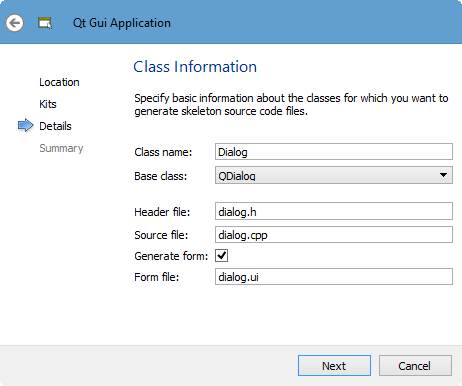 Qt Gui Application
Location
Kits
Details
Summary
Class Information
Specify basic information about the classes for which you want to
generate skeleton source code files.
Class name: Dialog
Base class: QDialog
Header file: dialog.h
Source file: dialog.cpp
Generate form:
Form file: dialog.ui
Next Cancel